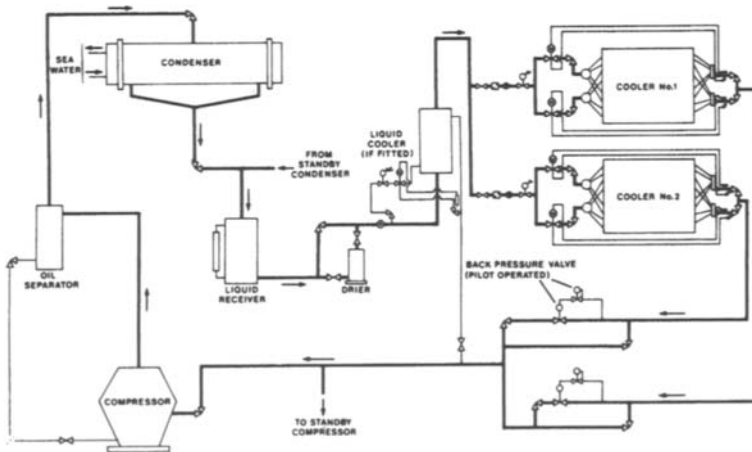 SEA
WATER
CONDENSER
COOLER No.1
LIQUID
COOLER
(IF FITTED)
FROM
STANDBY
CONDENSER
COOLER No.2
OIL
SEPARATOR
LIQUID
RECEIVER
DRIER
BACK PRESSURE VALVE
(PILOT OPERATED)
COMPRESSOR
TO STANDBY
COMPRESSOR